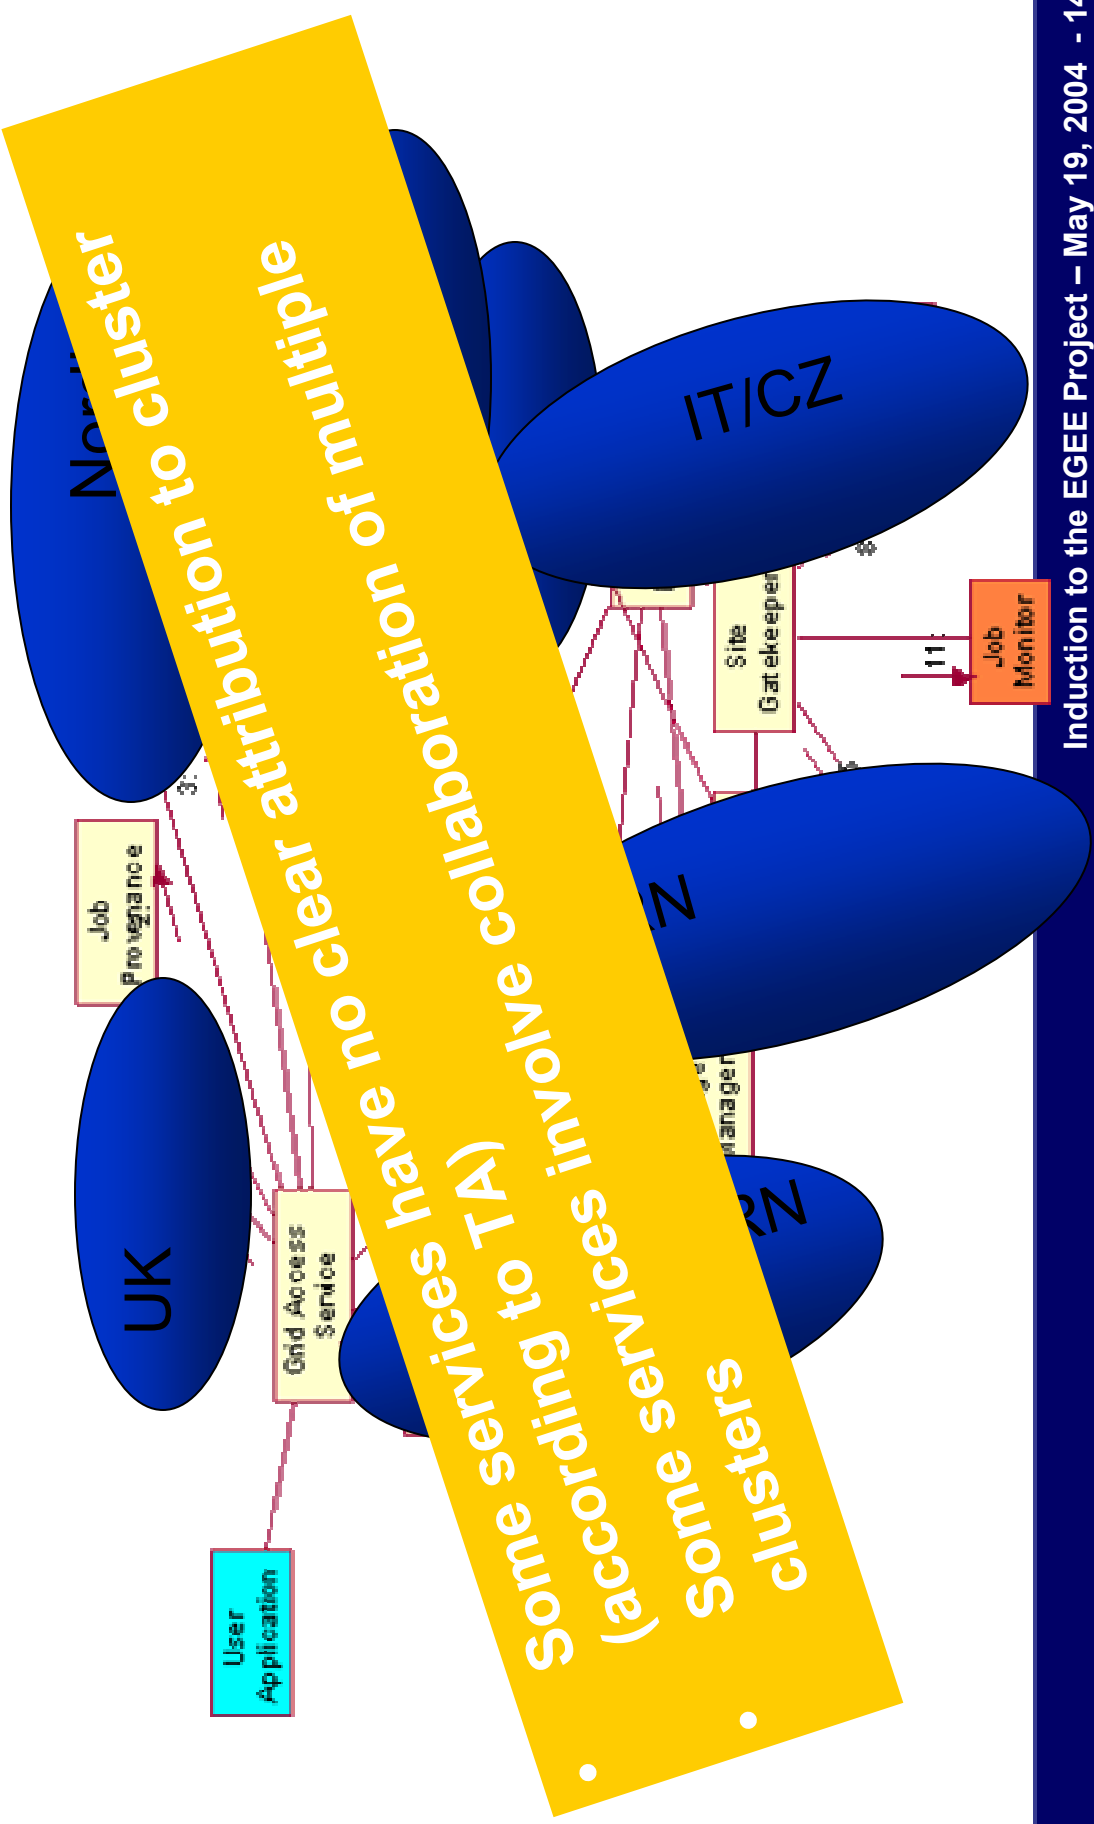 Job
Provenance
UK
3:
User
Application
Grid Access
Service
Some services have no clear attribution to cluster
(according to TA)
Some services involve collaboration of multiple
clusters
IT/CZ
Site
Gatekeeper
11:
Job
Monitor
Induction to the EGEE Project – May 19, 2004 - 14